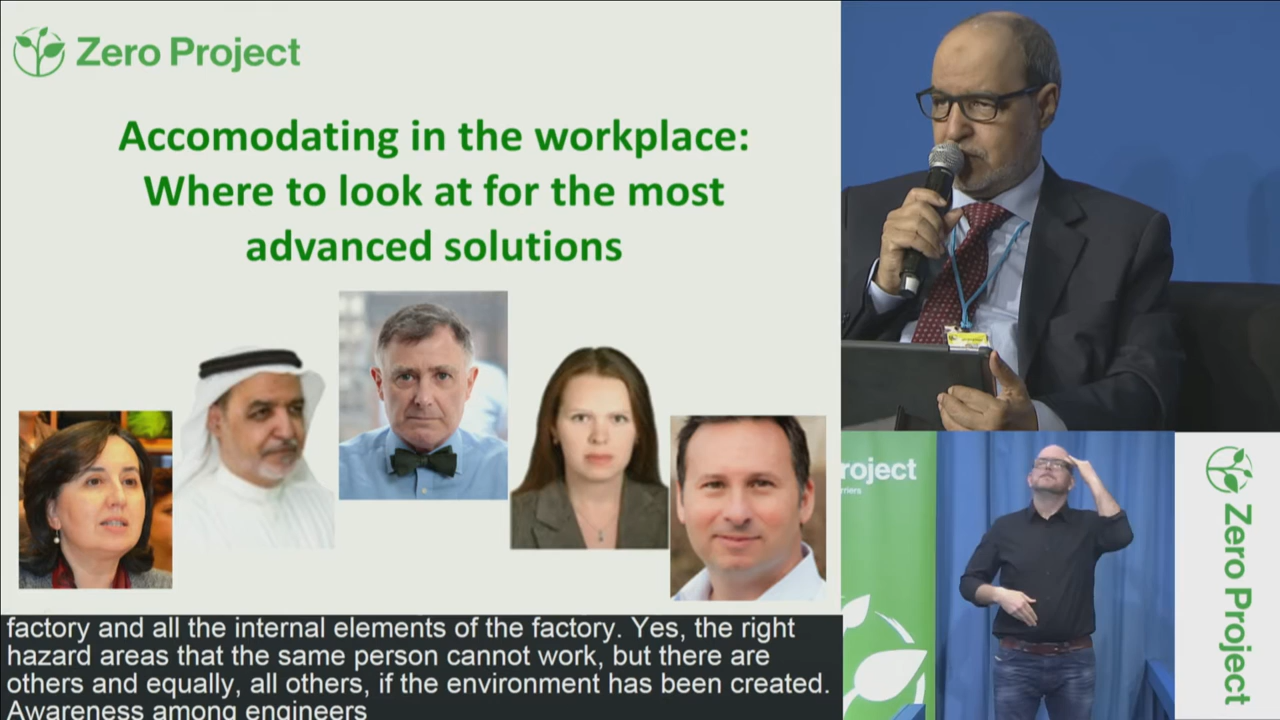 Zero Project
Accomodating in the workplace:
Where to look at for the most
advanced solutions
factory and all the internal elements of the factory. Yes, the right
hazard areas that the same person cannot work, but there are
others and equally, all others, if the environment has been created.
Awareness among engineers
roject
rriers
Zero Project